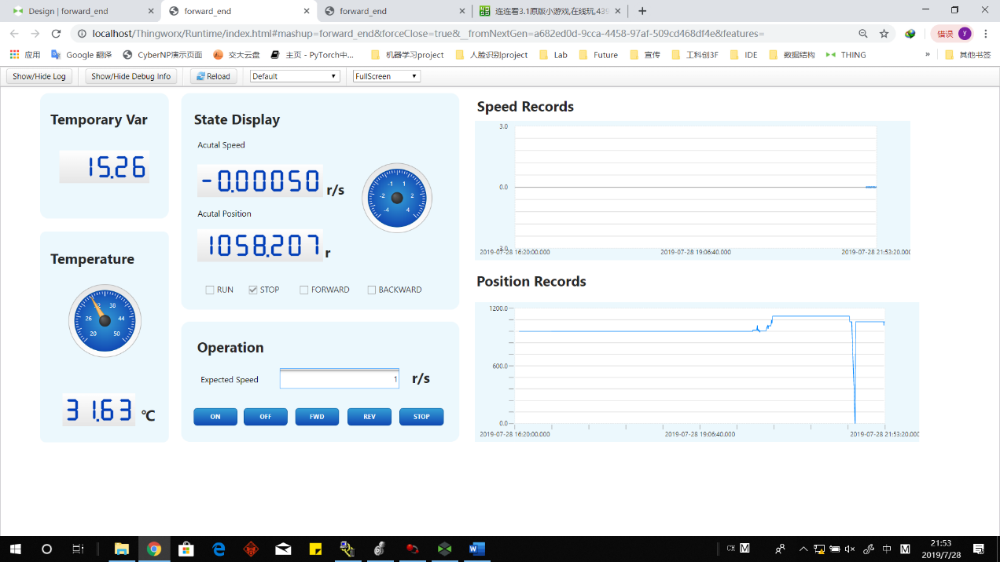 Design | forward_end
forward_end
forward_end
连连看3.1原版小游戏,在线玩,439
localhost/Thingworx/Runtime/index.html#mashup=forward_end&forceClose=true&__fromNextGen=a682ed0d-9cca-4458-97af-509cd468df4e&features=
错误 y
应用 Google 翻译 CyberNP演示页面 交大云盘 主页 - PyTorch中... 机器学习project 人脸识别project Lab Future 宣传 工科创3F IDE 数据结构 THING » 其他书签
Show/Hide Log Show/Hide Debug Info Reload Default FullScreen
Temporary Var
15.26
Temperature
20 26 32 38 44 50
31.63 ℃
State Display
Acutal Speed
-0.00050 r/s
-4 -2 -1 1 2 4
Acutal Position
1058.207 r
RUN STOP FORWARD BACKWARD
Operation
Expected Speed 1 r/s
ON OFF FWD REV STOP
Speed Records
3.0
0.0
-3.0
2019-07-28 16:20:00.000 2019-07-28 19:06:40.000 2019-07-28 21:53:20.000
Position Records
1200.0
600.0
0.0
2019-07-28 16:20:00.000 2019-07-28 19:06:40.000 2019-07-28 21:53:20.000
CH M 中 M
21:53
2019/7/28